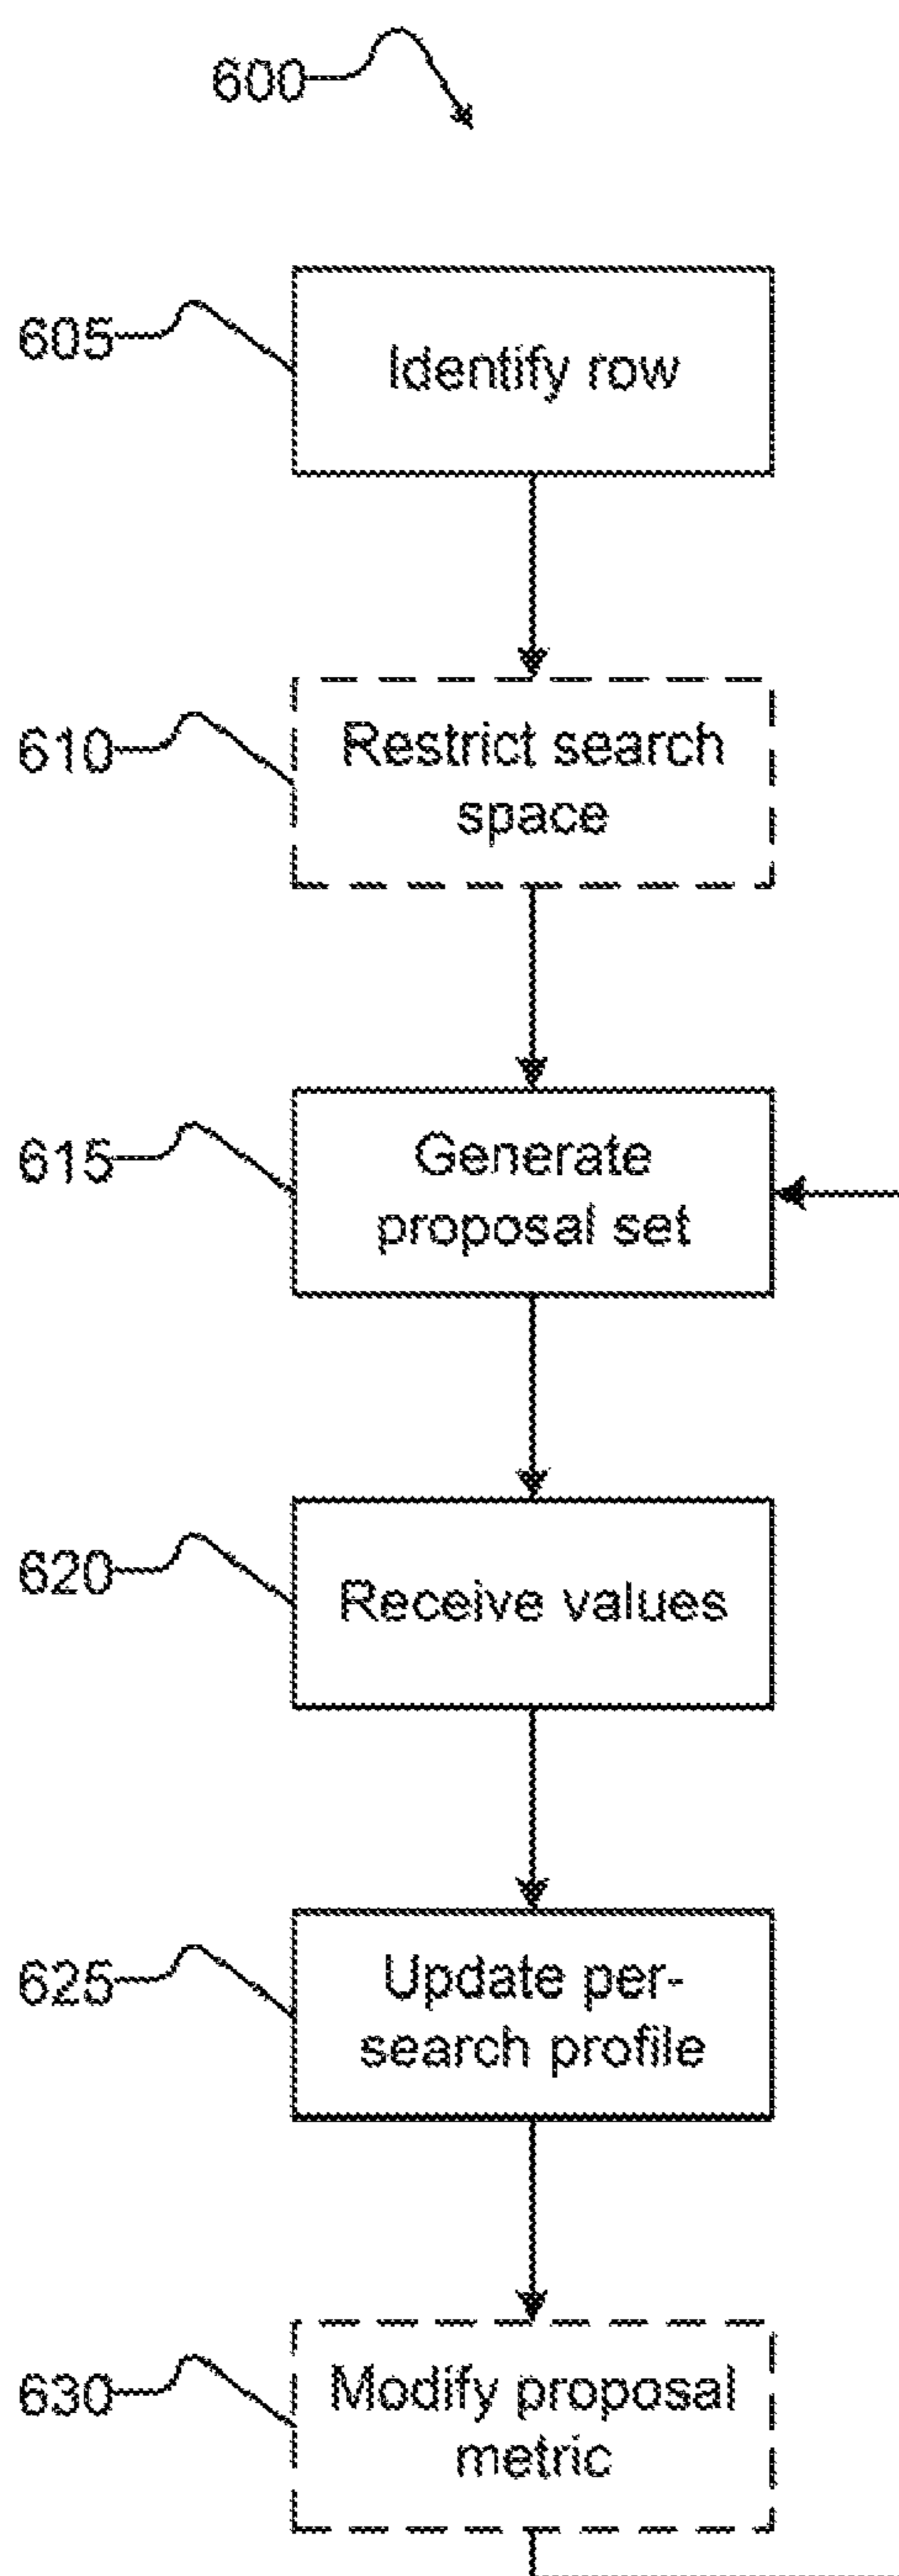 600
605
Identify row
610
Restrict search
space
615
Generate
proposal set
620
Receive values
625
Update per-
search profile
630
Modify proposal
metric